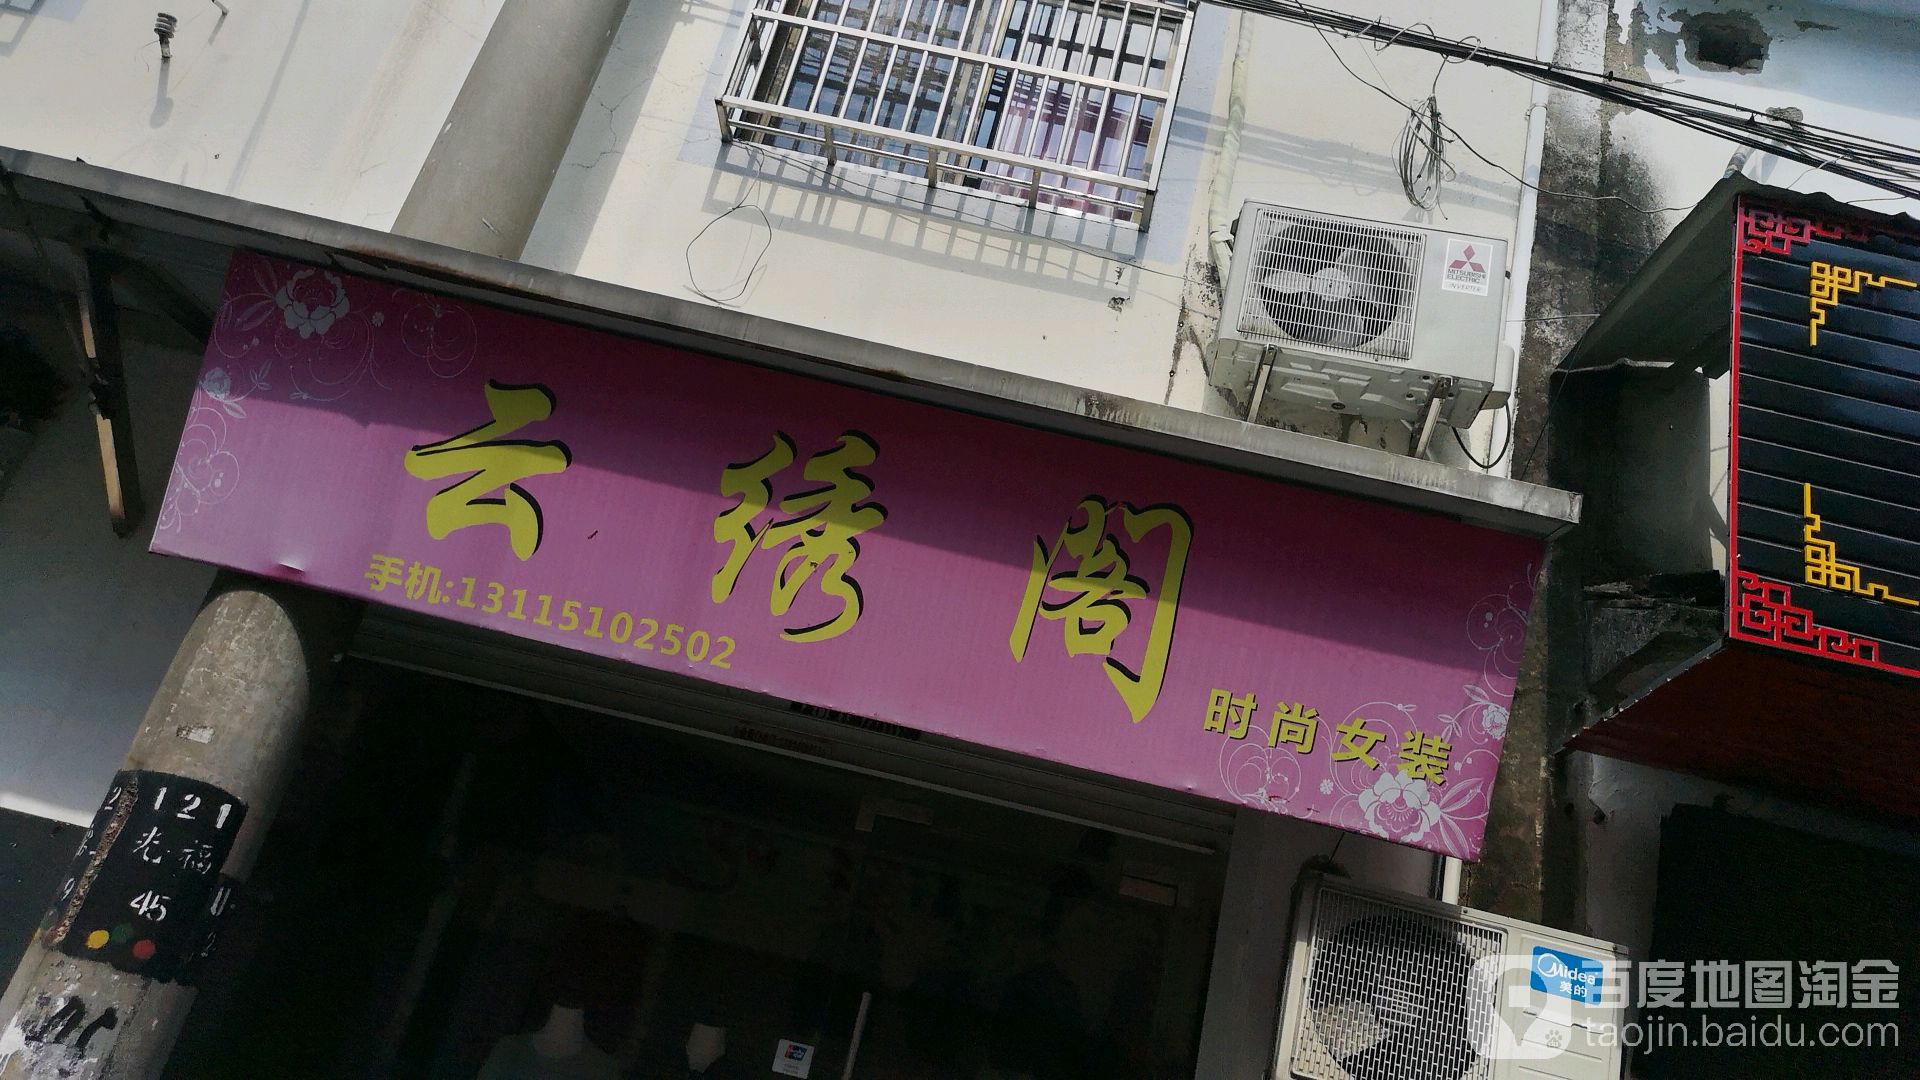 MITSUBISHI
ELECTRIC
INVERTER
云绣阁
手机:13115102502
时尚女装
121
光福
45
Midea
美的
百度地图淘金
taojin.baidu.com